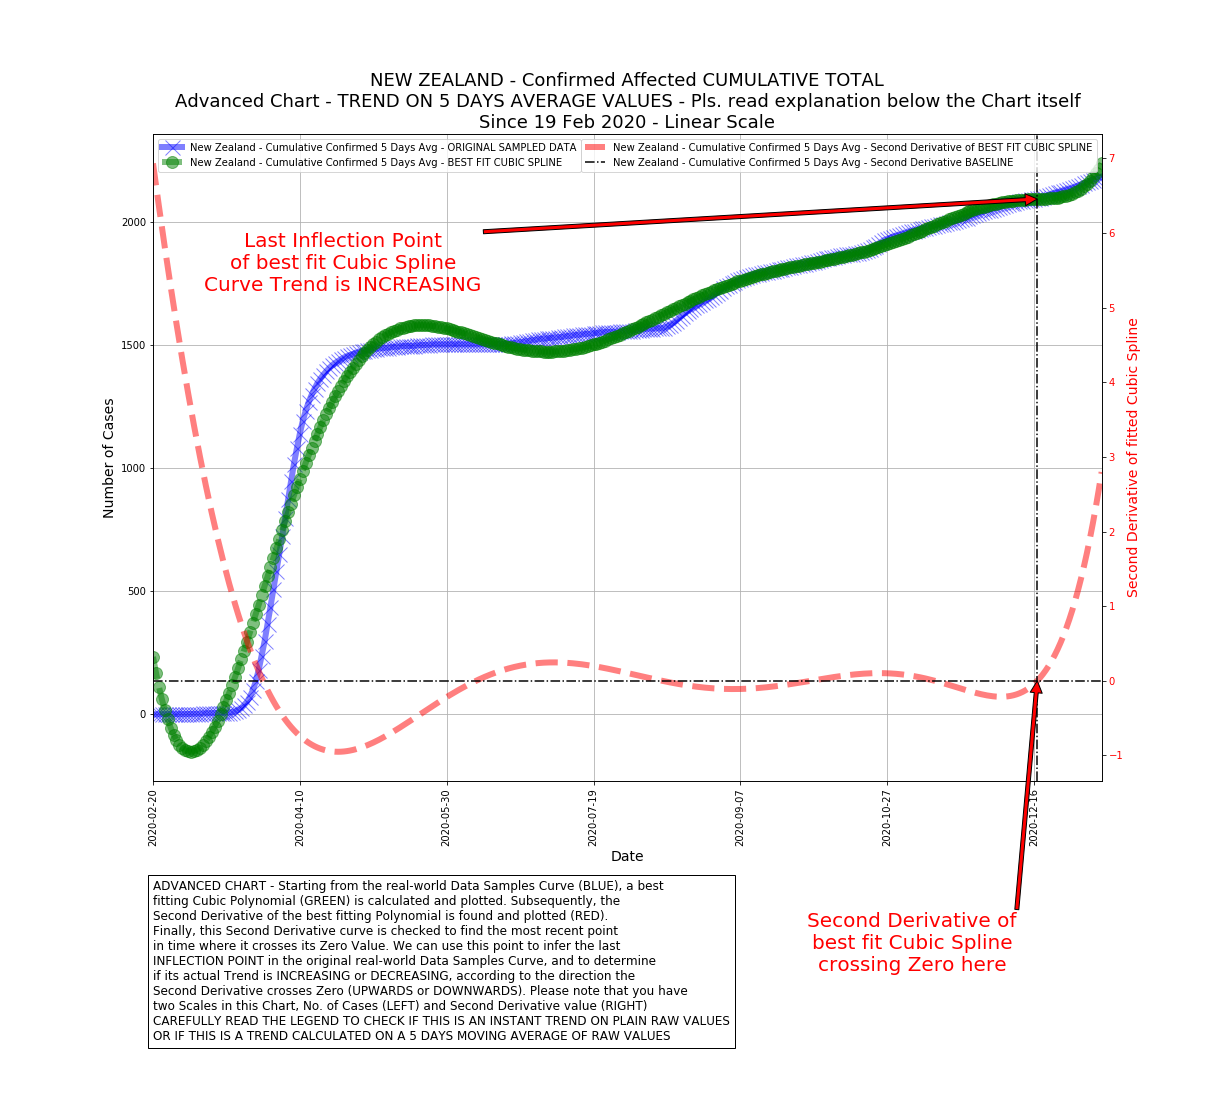 NEW ZEALAND - Confirmed Affected CUMULATIVE TOTAL
Advanced Chart - TREND ON 5 DAYS AVERAGE VALUES - Pls. read explanation below the Chart itself
Since 19 Feb 2020 - Linear Scale
New Zealand - Cumulative Confirmed 5 Days Avg - ORIGINAL SAMPLED DATA
New Zealand - Cumulative Confirmed 5 Days Avg - BEST FIT CUBIC SPLINE
New Zealand - Cumulative Confirmed 5 Days Avg - Second Derivative of BEST FIT CUBIC SPLINE
New Zealand - Cumulative Confirmed 5 Days Avg - Second Derivative BASELINE
Last Inflection Point
of best fit Cubic Spline
Curve Trend is INCREASING
Number of Cases
2000
1500
1000
500
0
7
6
5
4
3
2
1
0
−1
Second Derivative of fitted Cubic Spline
2020-02-20
2020-04-10
2020-05-30
2020-07-19
2020-09-07
2020-10-27
2020-12-16
Date
Second Derivative of
best fit Cubic Spline
crossing Zero here
ADVANCED CHART - Starting from the real-world Data Samples Curve (BLUE), a best
fitting Cubic Polynomial (GREEN) is calculated and plotted. Subsequently, the
Second Derivative of the best fitting Polynomial is found and plotted (RED).
Finally, this Second Derivative curve is checked to find the most recent point
in time where it crosses its Zero Value. We can use this point to infer the last
INFLECTION POINT in the original real-world Data Samples Curve, and to determine
if its actual Trend is INCREASING or DECREASING, according to the direction the
Second Derivative crosses Zero (UPWARDS or DOWNWARDS). Please note that you have
two Scales in this Chart, No. of Cases (LEFT) and Second Derivative value (RIGHT)
CAREFULLY READ THE LEGEND TO CHECK IF THIS IS AN INSTANT TREND ON PLAIN RAW VALUES
OR IF THIS IS A TREND CALCULATED ON A 5 DAYS MOVING AVERAGE OF RAW VALUES